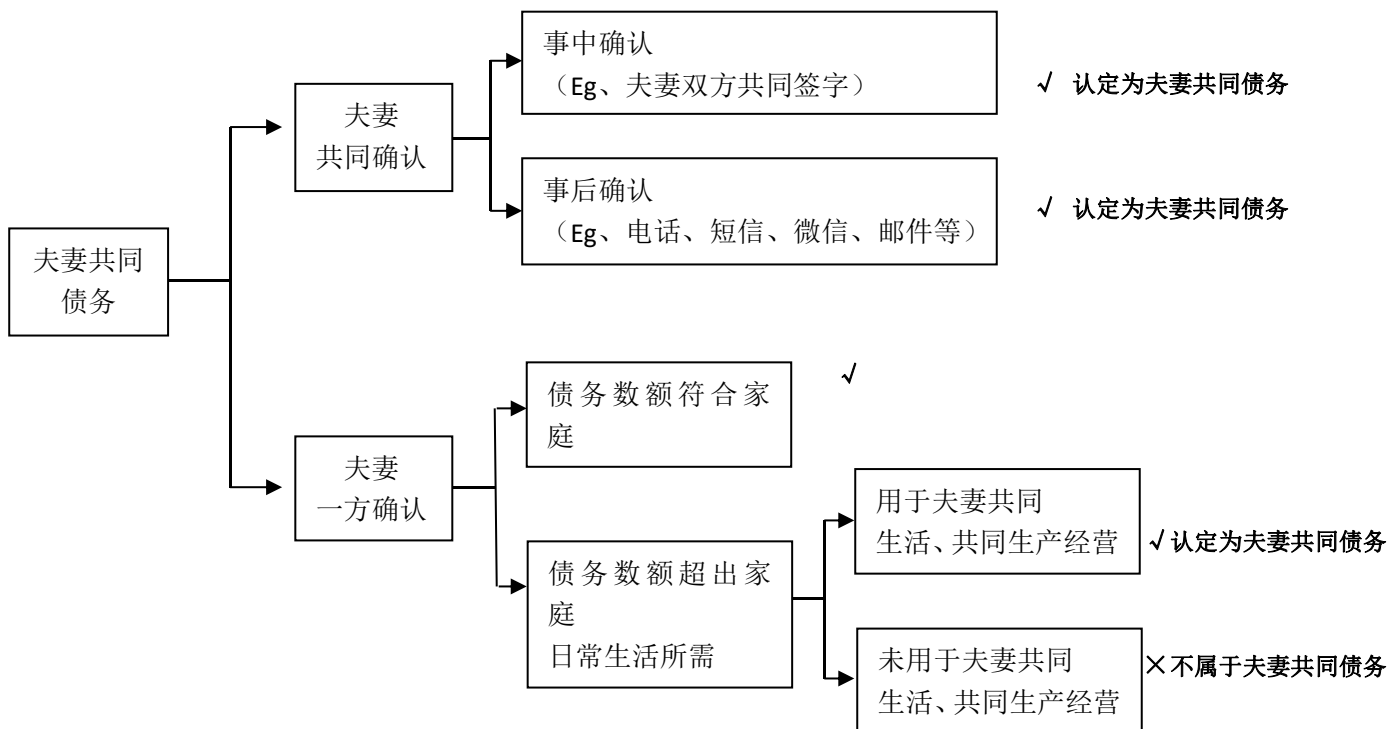 事中确认
（Eg、夫妻双方共同签字）
√ 认定为夫妻共同债务
夫妻
共同确认
事后确认
（Eg、电话、短信、微信、邮件等）
√ 认定为夫妻共同债务
夫妻共同
债务
债务数额符合家
庭
√
夫妻
一方确认
债务数额超出家
庭
日常生活所需
用于夫妻共同
生活、共同生产经营
√认定为夫妻共同债务
未用于夫妻共同
生活、共同生产经营
×不属于夫妻共同债务